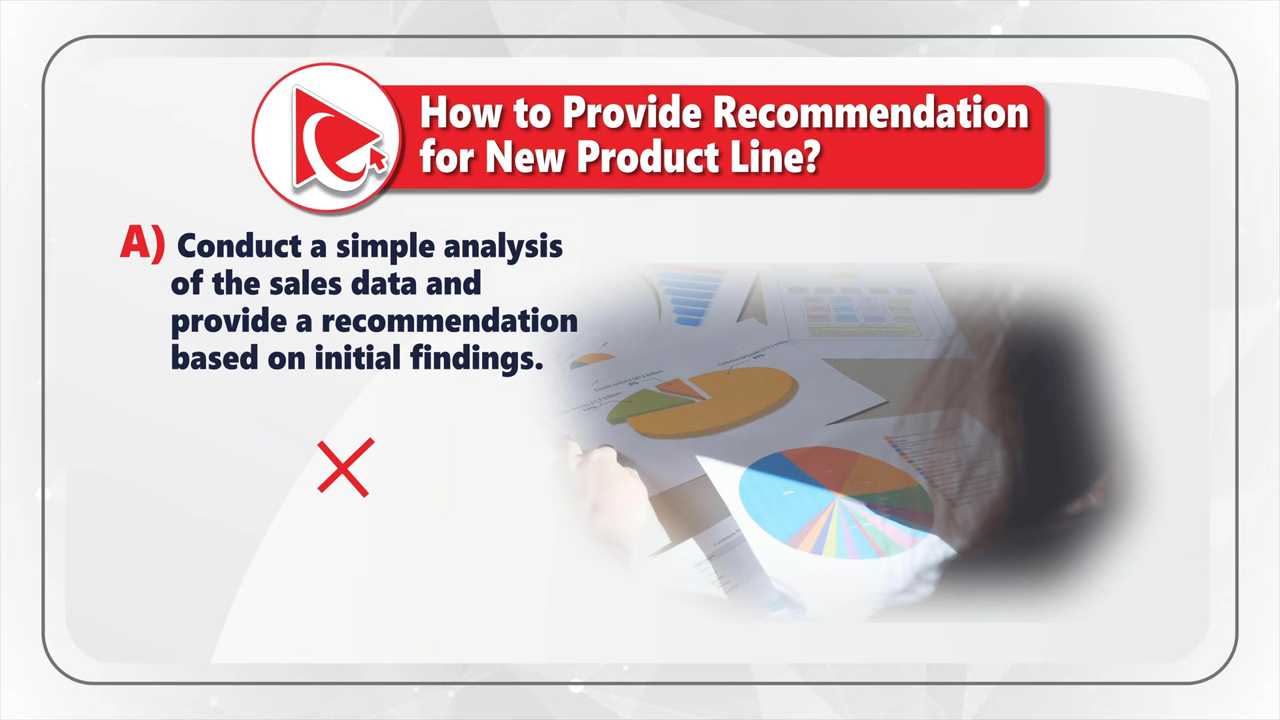 How to Provide Recommendation
for New Product Line?
A) Conduct a simple analysis
of the sales data and
provide a recommendation
based on initial findings.